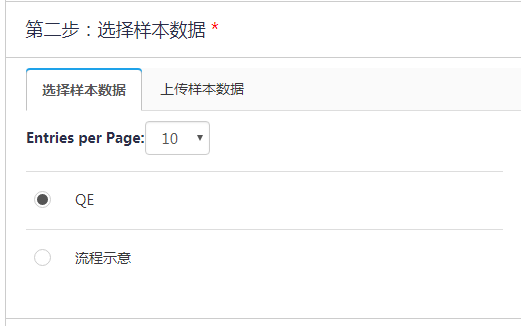 第二步：选择样本数据 *
选择样本数据 上传样本数据
Entries per Page: 10
QE
流程示意